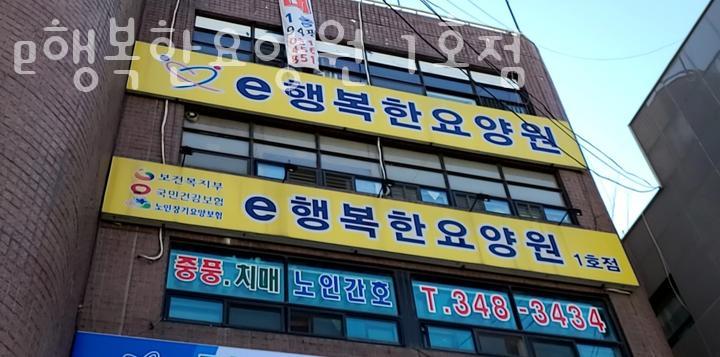 e행복한요양원 1호점
1층
e행복한요양원
보건복지부
국민건강보험
노인장기요양보험
e행복한요양원 1호점
중풍.치매 노인간호 T.348-3434